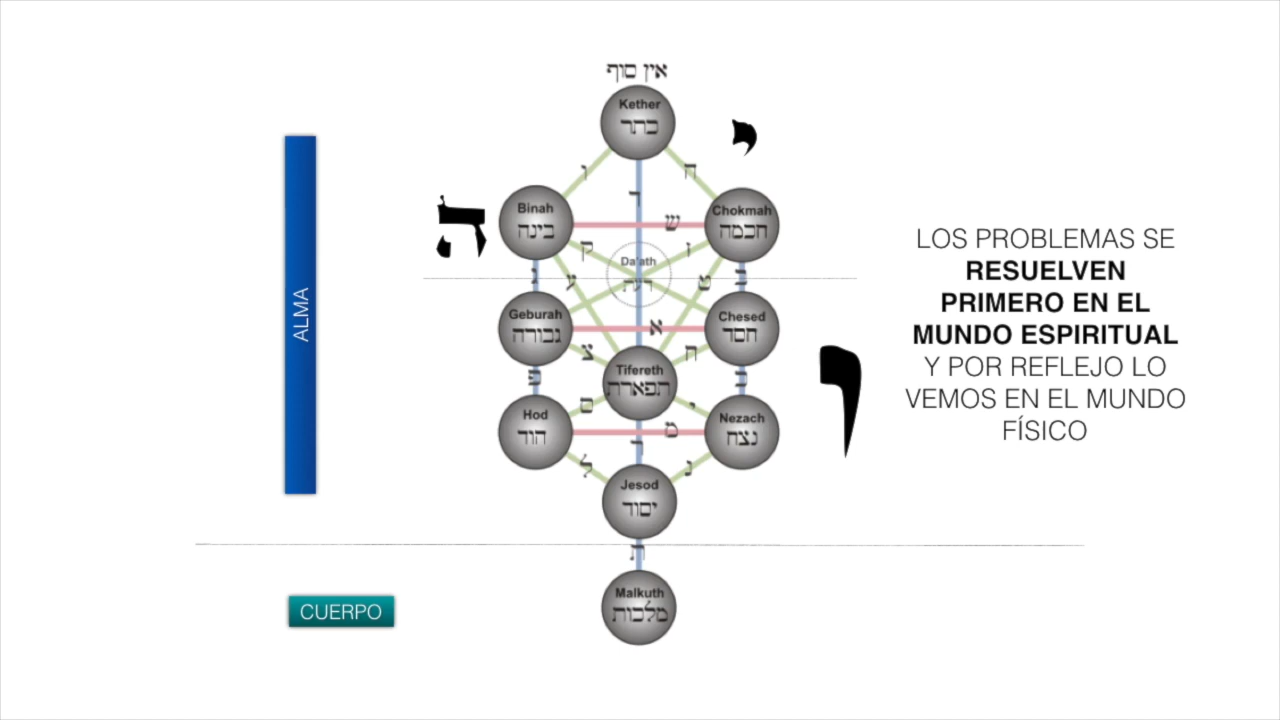 אין סוף
Kether
כתר
י
ו
ח
ר
ה
Binah
בינה
Chokmah
חכמה
ש
ק
ז
Da'ath
דעת
ג
ע
ט
ב
Geburah
גבורה
Chesed
חסד
א
צ
ח
Tifereth
תפארת
פ
כ
ס
י
Hod
הוד
Nezach
נצח
מ
ר
ל
נ
Jesod
יסוד
ת
Malkuth
מלכות
ו
ALMA
CUERPO
LOS PROBLEMAS SE
RESUELVEN
PRIMERO EN EL
MUNDO ESPIRITUAL
Y POR REFLEJO LO
VEMOS EN EL MUNDO
FÍSICO